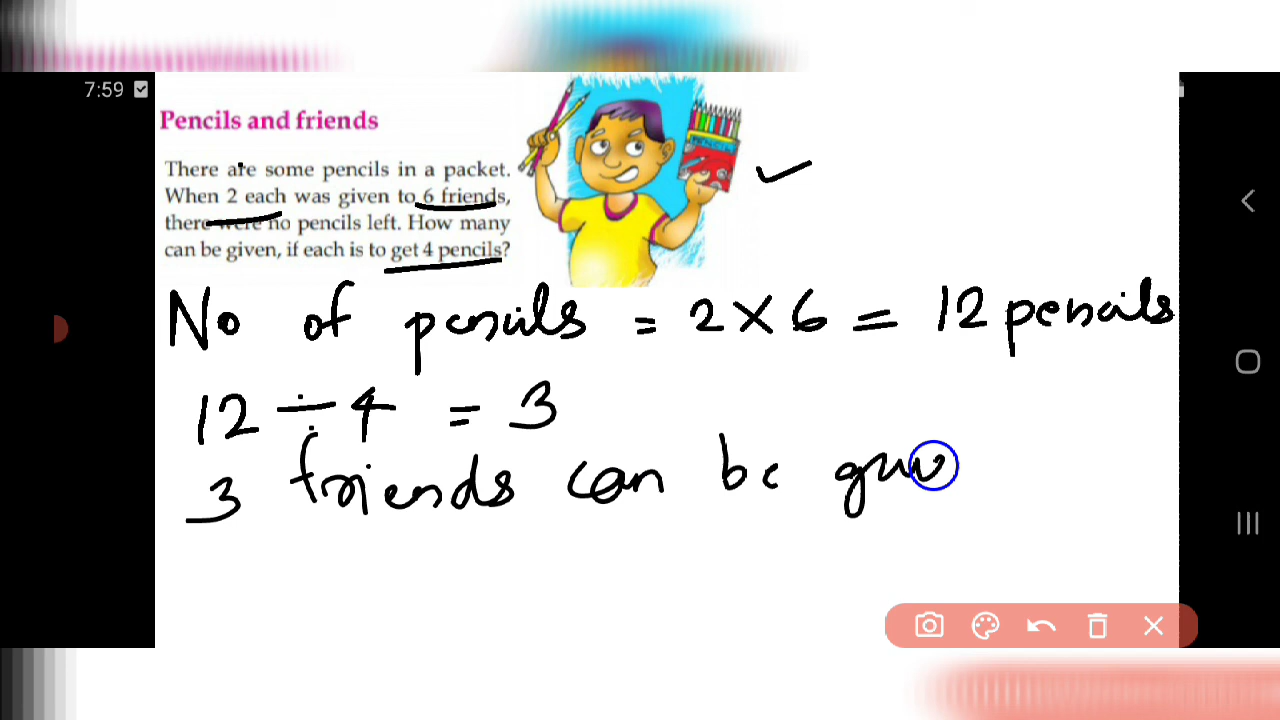 7:59
Pencils and friends
There are some pencils in a packet.
When 2 each was given to 6 friends,
there were no pencils left. How many
can be given, if each is to get 4 pencils?
No of pencils = 2 × 6 = 12 pencils
12 ÷ 4 = 3
3 friends can be giv